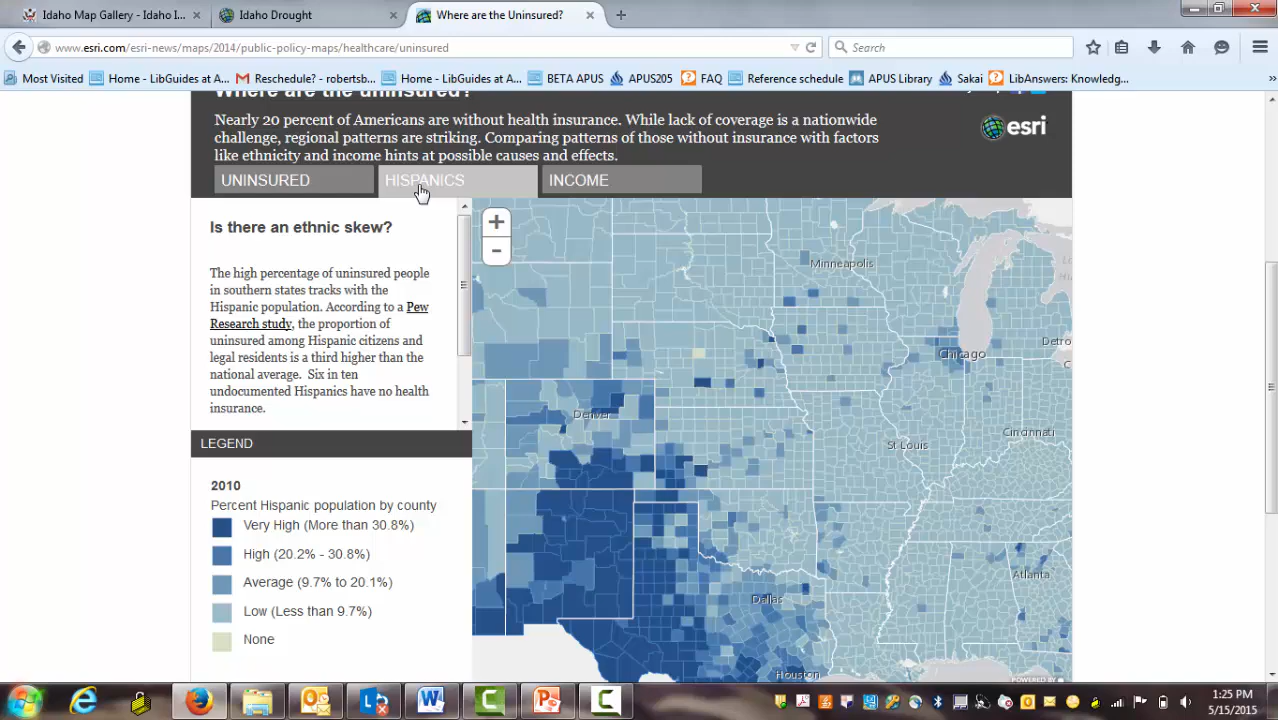 Idaho Map Gallery - Idaho I...
Idaho Drought
Where are the Uninsured?
www.esri.com/esri-news/maps/2014/public-policy-maps/healthcare/uninsured
Search
Most Visited
Home - LibGuides at A...
Reschedule? - robertsb...
Home - LibGuides at A...
BETA APUS
APUS205
FAQ
Reference schedule
APUS Library
Sakai
LibAnswers: Knowledg...
Where are the uninsured?
Nearly 20 percent of Americans are without health insurance. While lack of coverage is a nationwide
challenge, regional patterns are striking. Comparing patterns of those without insurance with factors
like ethnicity and income hints at possible causes and effects.
esri
UNINSURED
HISPANICS
INCOME
Is there an ethnic skew?
The high percentage of uninsured people
in southern states tracks with the
Hispanic population. According to a Pew
Research study, the proportion of
uninsured among Hispanic citizens and
legal residents is a third higher than the
national average. Six in ten
undocumented Hispanics have no health
insurance.
LEGEND
2010
Percent Hispanic population by county
Very High (More than 30.8%)
High (20.2% - 30.8%)
Average (9.7% to 20.1%)
Low (Less than 9.7%)
None
+
-
Minneapolis
Chicago
Detro
Denver
St Louis
Cincinnati
Atlanta
Dallas
Houston
POWERED BY
1:25 PM
5/15/2015